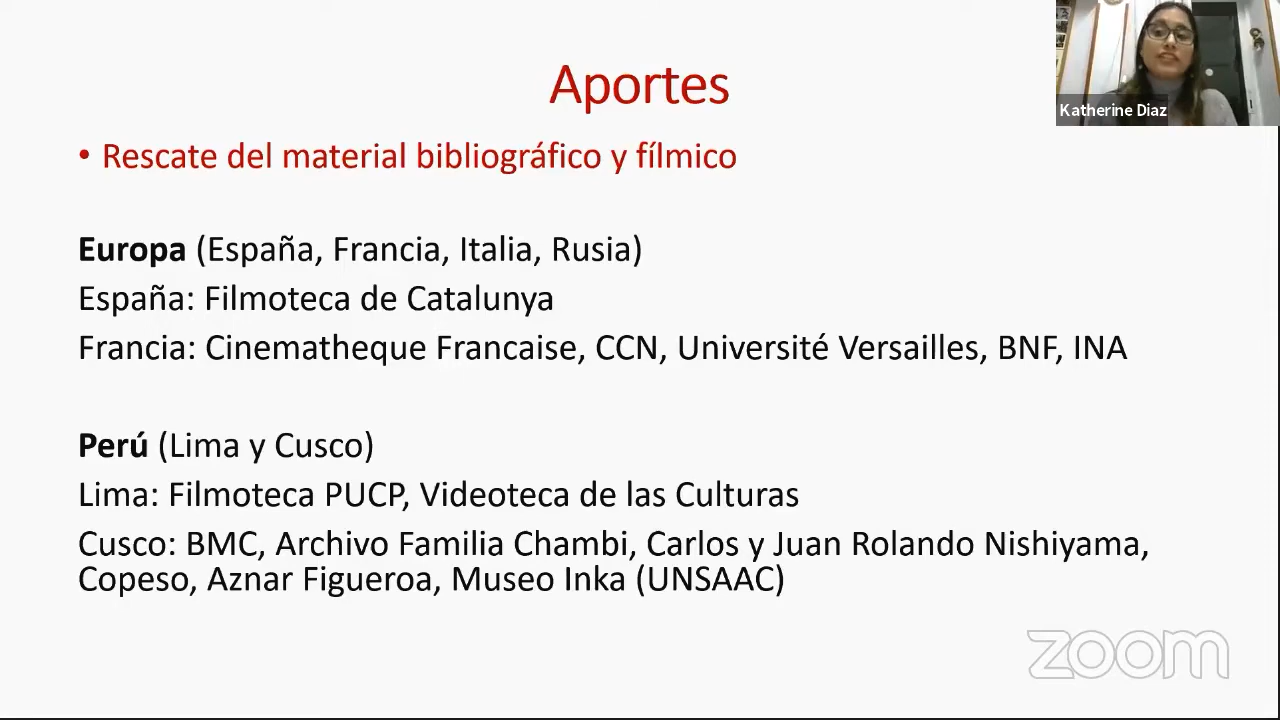 Aportes
Katherine Diaz
• Rescate del material bibliográfico y fílmico
Europa (España, Francia, Italia, Rusia)
España: Filmoteca de Catalunya
Francia: Cinematheque Francaise, CCN, Université Versailles, BNF, INA
Perú (Lima y Cusco)
Lima: Filmoteca PUCP, Videoteca de las Culturas
Cusco: BMC, Archivo Familia Chambi, Carlos y Juan Rolando Nishiyama,
Copeso, Aznar Figueroa, Museo Inka (UNSAAC)
zoom